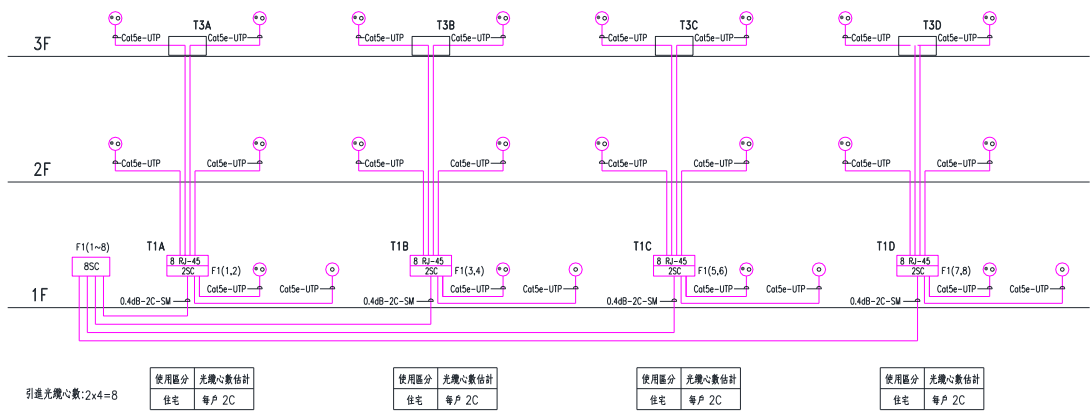 T3A T3B T3C T3D
Cat5e-UTP Cat5e-UTP Cat5e-UTP Cat5e-UTP Cat5e-UTP Cat5e-UTP Cat5e-UTP Cat5e-UTP
3F
Cat5e-UTP Cat5e-UTP Cat5e-UTP Cat5e-UTP Cat5e-UTP Cat5e-UTP Cat5e-UTP Cat5e-UTP
2F
F1(1~8) T1A T1B T1C T1D
8 RJ-45 8 RJ-45 8 RJ-45 8 RJ-45
8SC 2SC F1(1,2) 2SC F1(3,4) 2SC F1(5,6) 2SC F1(7,8)
Cat5e-UTP Cat5e-UTP Cat5e-UTP Cat5e-UTP Cat5e-UTP Cat5e-UTP Cat5e-UTP Cat5e-UTP
1F 0.4dB-2C-SM 0.4dB-2C-SM 0.4dB-2C-SM 0.4dB-2C-SM
使用區分 光纜心數估計 使用區分 光纜心數估計 使用區分 光纜心數估計 使用區分 光纜心數估計
引進光纜心數:2x4=8 住宅 每戶 2C 住宅 每戶 2C 住宅 每戶 2C 住宅 每戶 2C